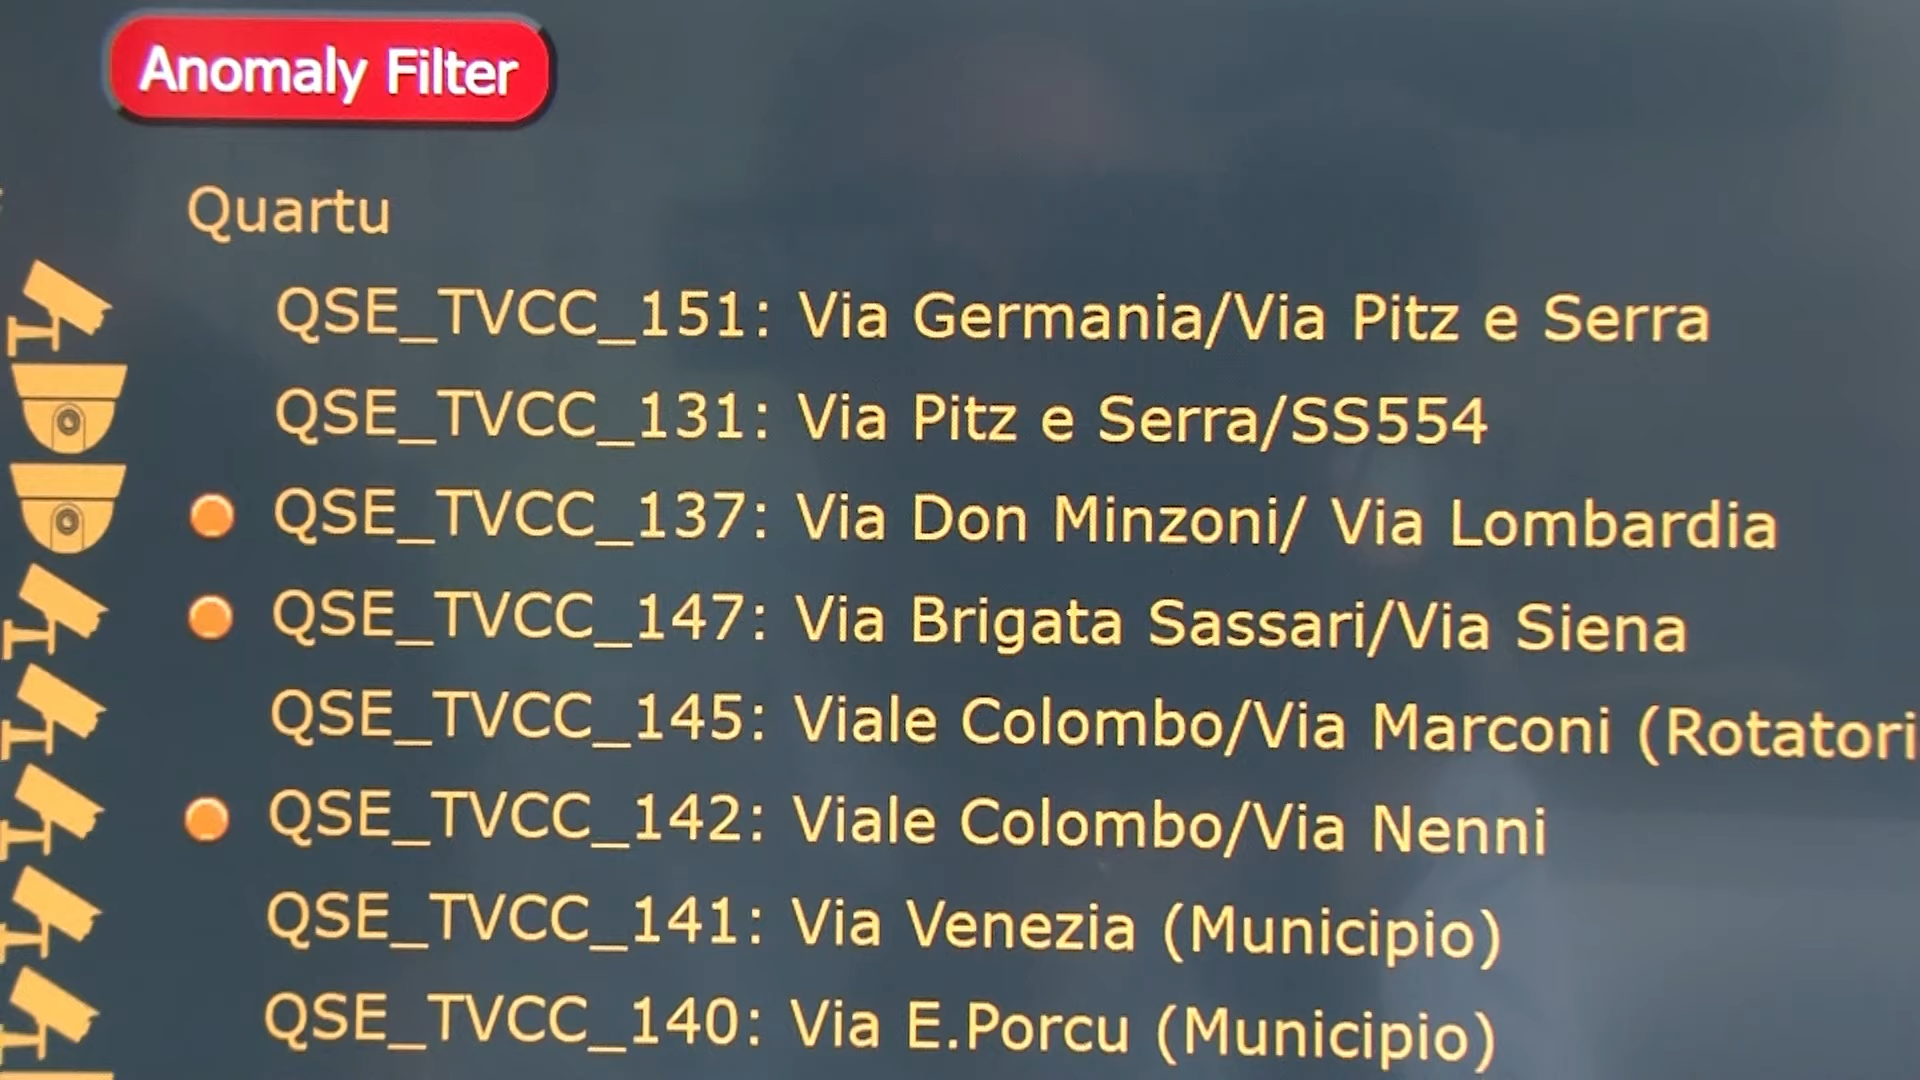 Anomaly Filter
Quartu
QSE_TVCC_151: Via Germania/Via Pitz e Serra
QSE_TVCC_131: Via Pitz e Serra/SS554
QSE_TVCC_137: Via Don Minzoni/ Via Lombardia
QSE_TVCC_147: Via Brigata Sassari/Via Siena
QSE_TVCC_145: Viale Colombo/Via Marconi (Rotatori
QSE_TVCC_142: Viale Colombo/Via Nenni
QSE_TVCC_141: Via Venezia (Municipio)
QSE_TVCC_140: Via E.Porcu (Municipio)